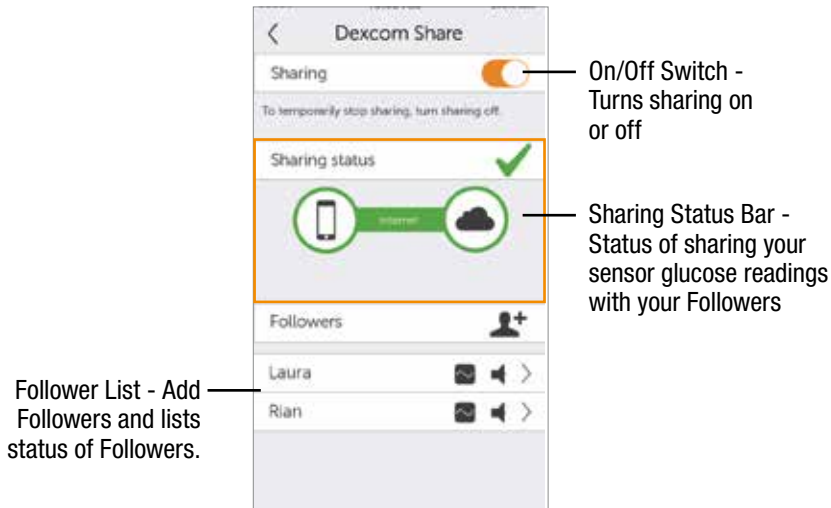 Dexcom Share
Sharing
To temporarily stop sharing, turn sharing off.
Sharing status
Internet
Followers
Laura
Rian
On/Off Switch -
Turns sharing on
or off
Sharing Status Bar -
Status of sharing your
sensor glucose readings
with your Followers
Follower List - Add
Followers and lists
status of Followers.